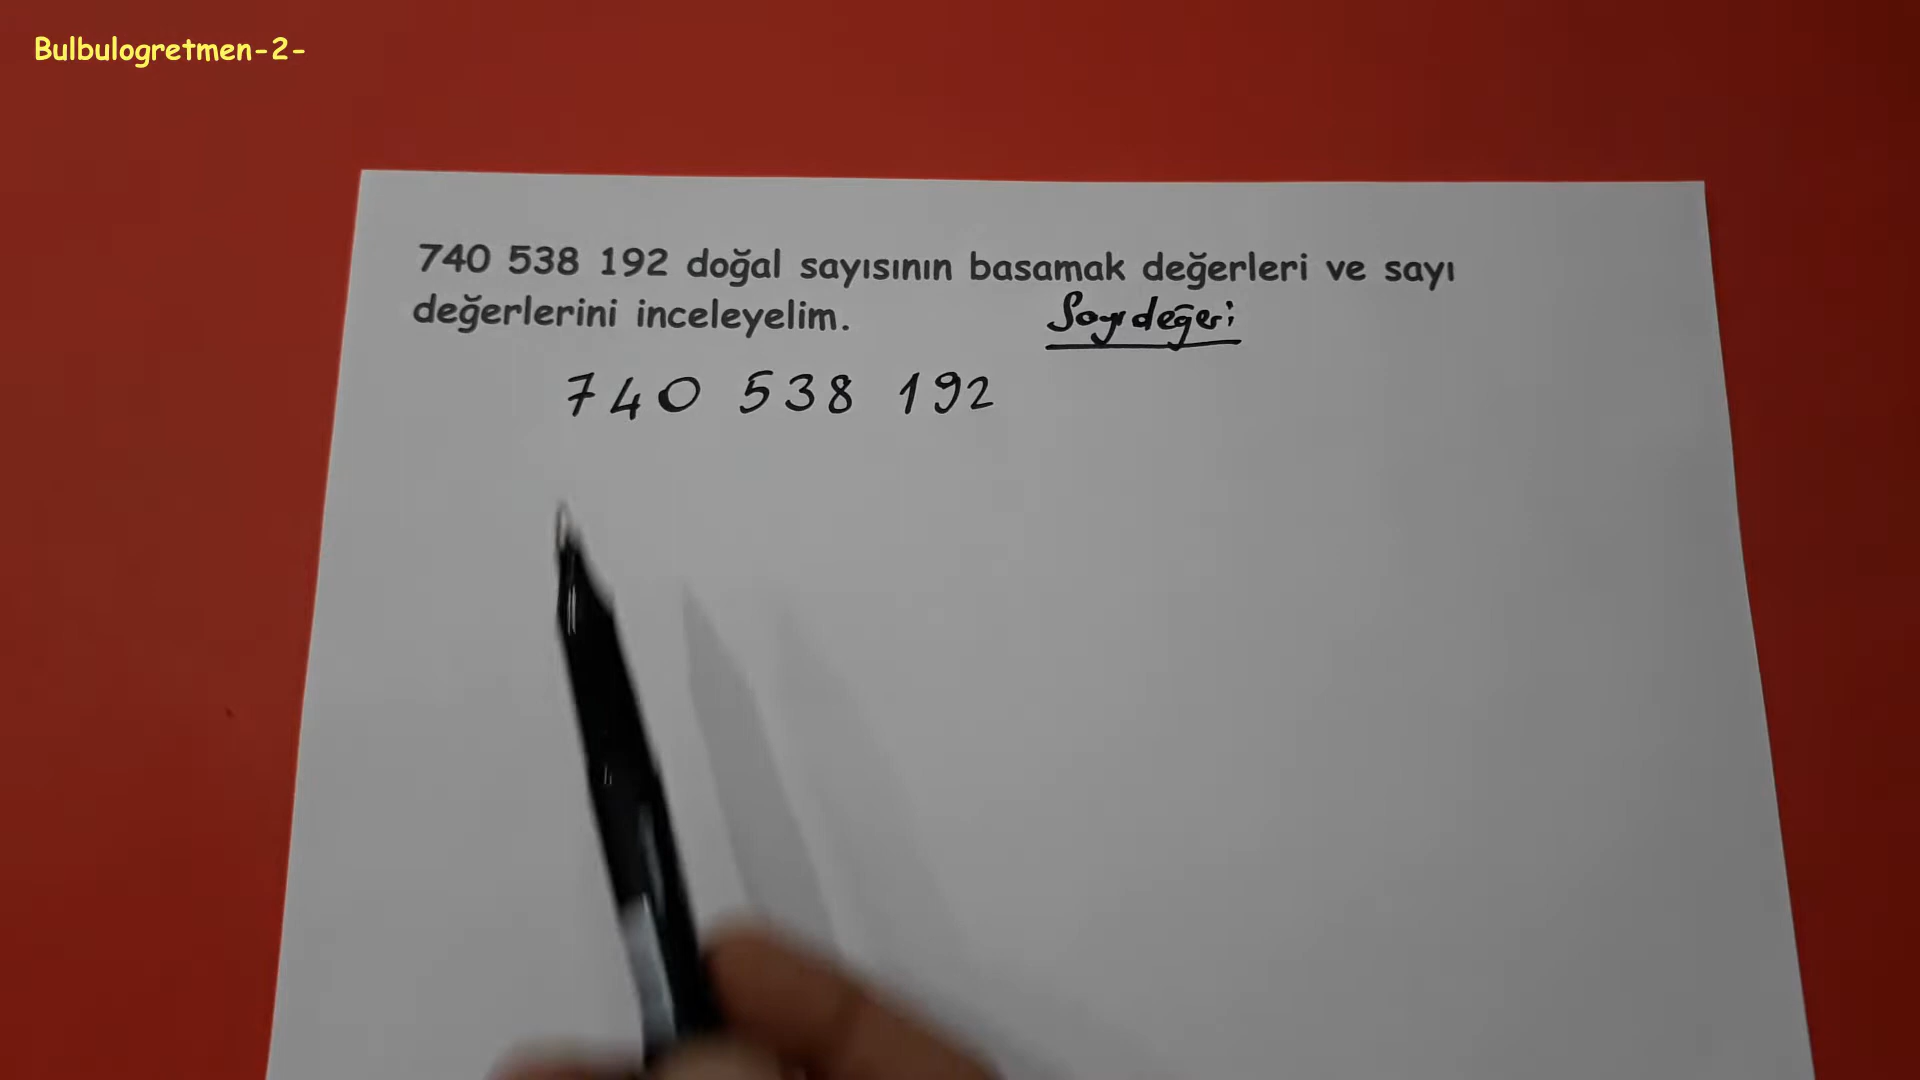 Bulbulogretmen-2-
740 538 192 doğal sayısının basamak değerleri ve sayı
değerlerini inceleyelim.
Sayı değeri
740 538 192